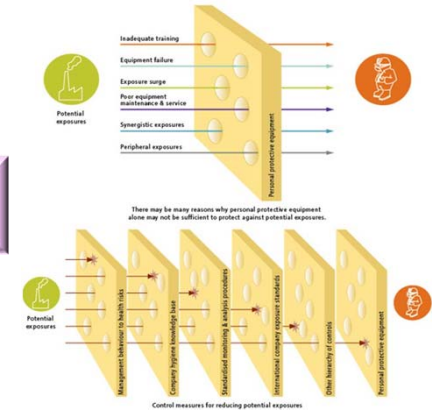 Inadequate training
Equipment failure
Exposure surge
Poor equipment
maintenance & service
Synergistic exposures
Peripheral exposures
Potential
exposures
Personal protective equipment
There may be many reasons why personal protective equipment
alone may not be sufficient to protect against potential exposures.
Potential
exposures
Management behaviour to health risks
Company hygiene knowledge base
Standardised monitoring & analysis procedures
International company exposure standards
Other hierarchy of controls
Personal protective equipment
Control measures for reducing potential exposures